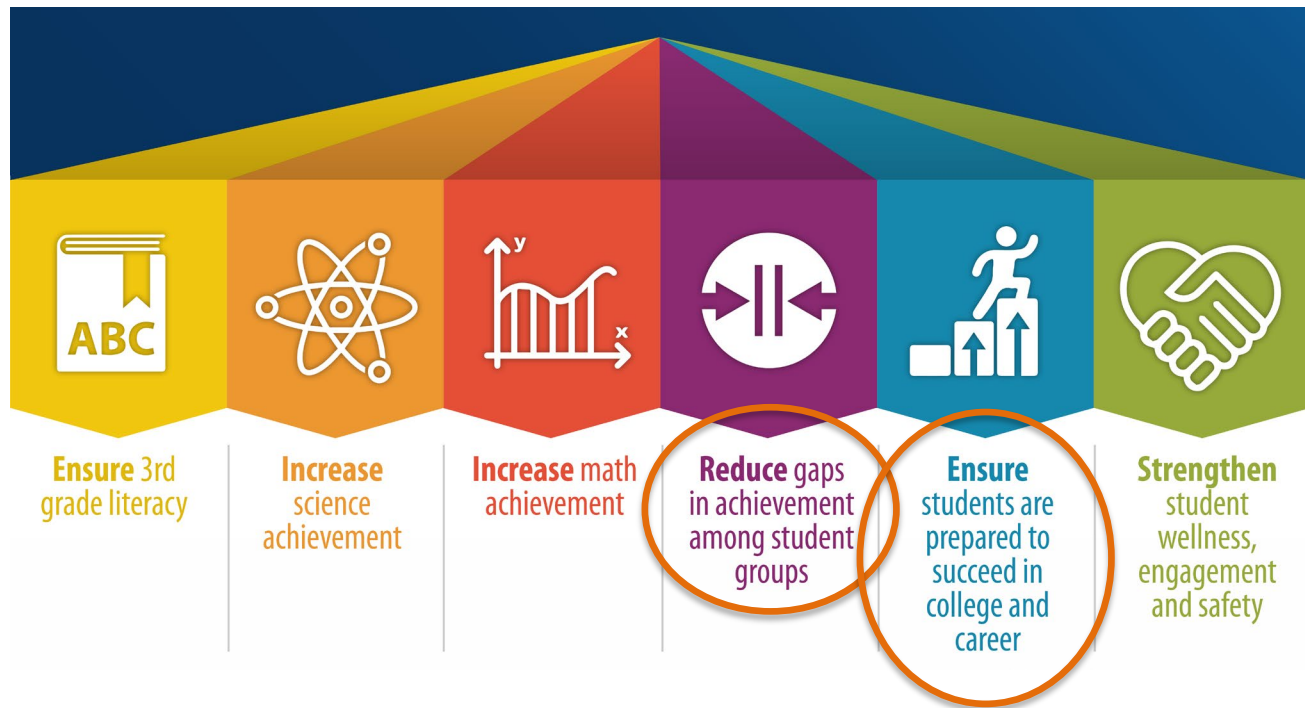 ABC
y
x
Ensure 3rd
grade literacy
Increase
science
achievement
Increase math
achievement
Reduce gaps
in achievement
among student
groups
Ensure
students are
prepared to
succeed in
college and
career
Strengthen
student
wellness,
engagement
and safety